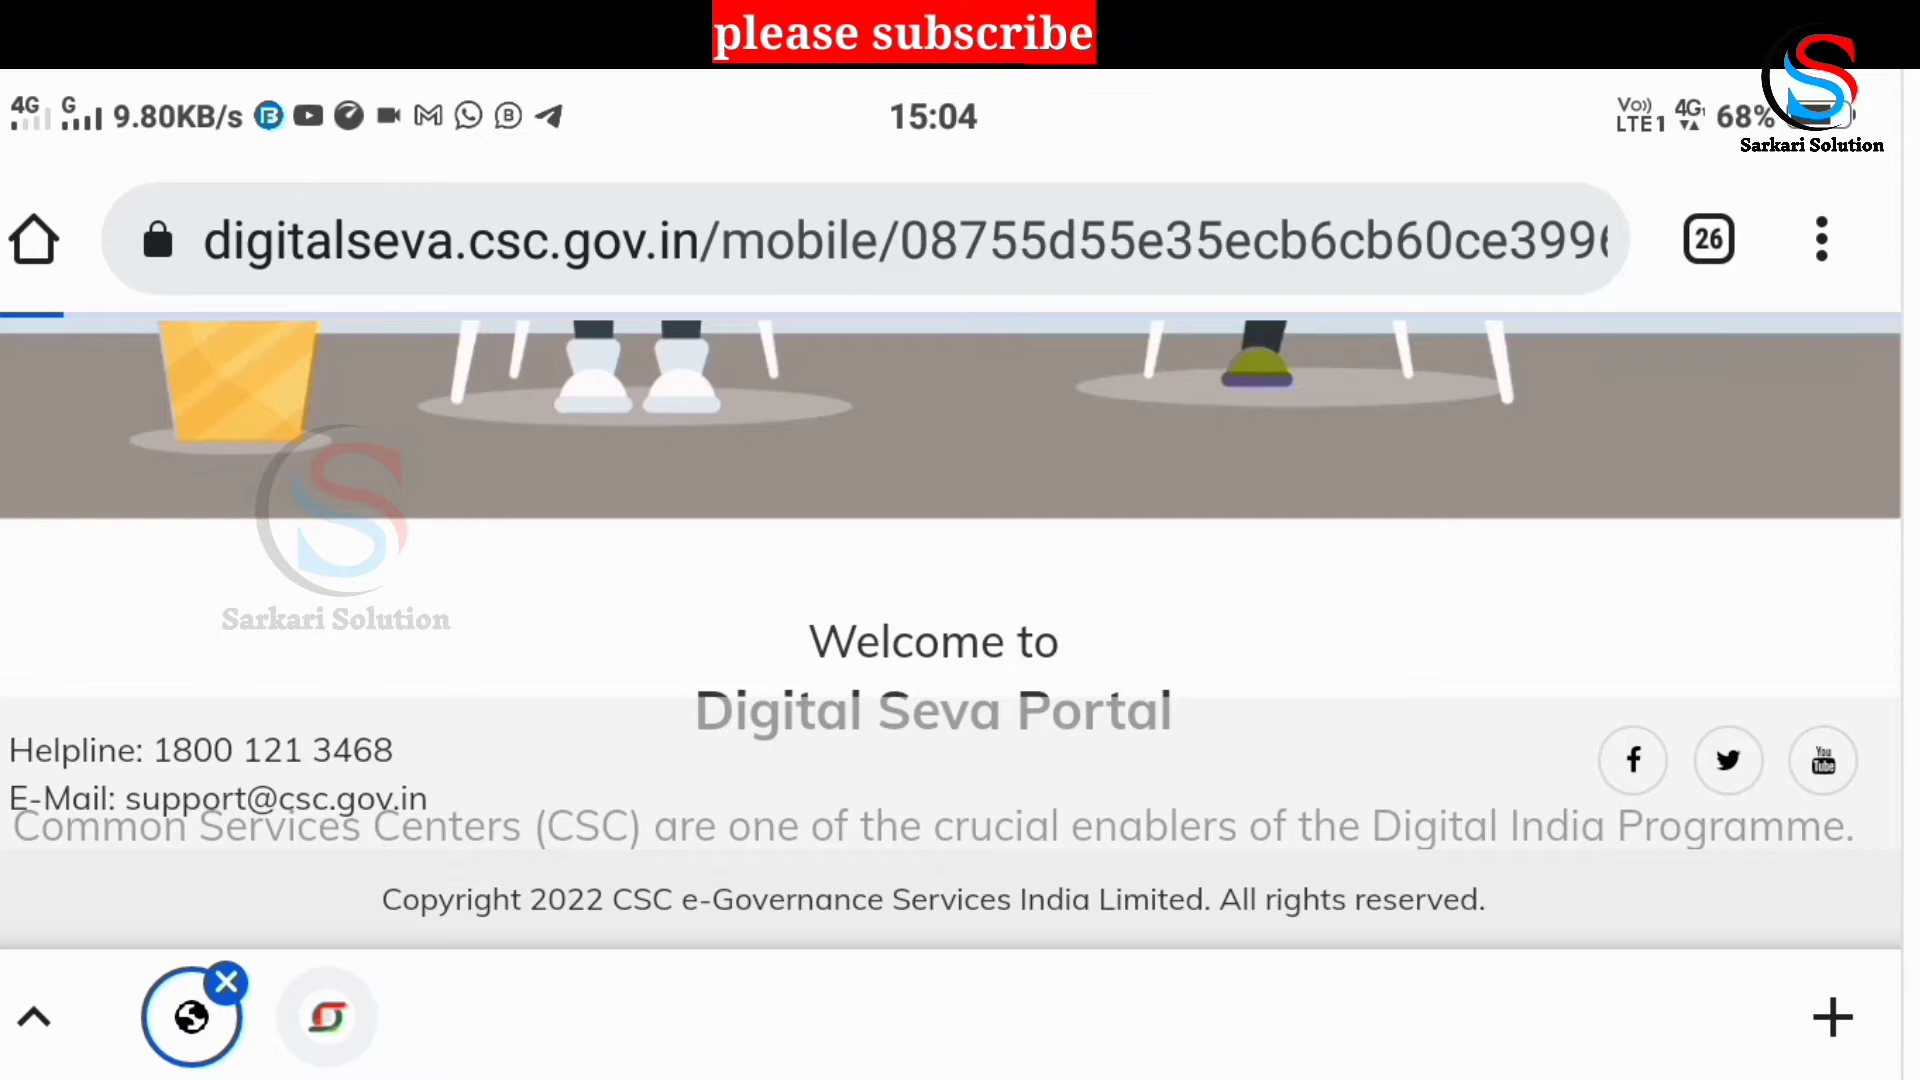 please subscribe
4G G 9.80KB/s
15:04
Vo)) LTE1 4G 68%
Sarkari Solution
digitalseva.csc.gov.in/mobile/08755d55e35ecb6cb60ce399
26
Sarkari Solution
Welcome to
Digital Seva Portal
Helpline: 1800 121 3468
E-Mail: support@csc.gov.in
You Tube
Common Services Centers (CSC) are one of the crucial enablers of the Digital India Programme.
Copyright 2022 CSC e-Governance Services India Limited. All rights reserved.